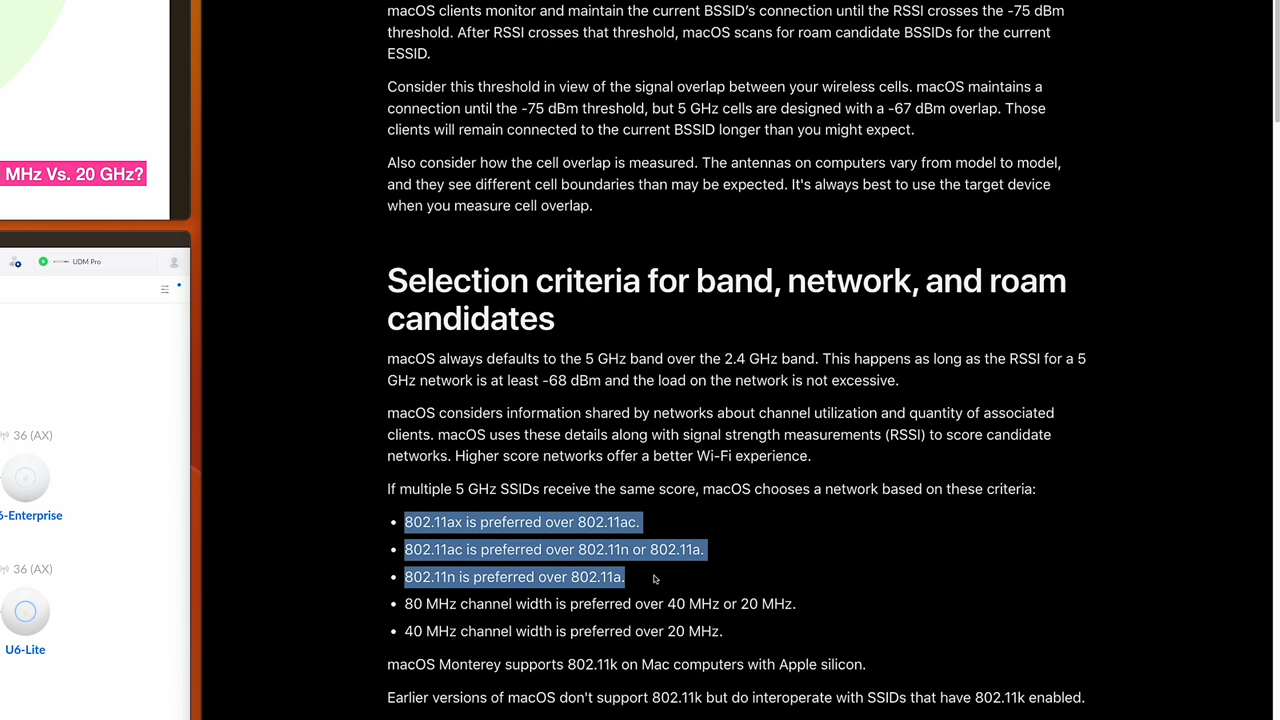 macOS clients monitor and maintain the current BSSID’s connection until the RSSI crosses the -75 dBm
threshold. After RSSI crosses that threshold, macOS scans for roam candidate BSSIDs for the current
ESSID.
Consider this threshold in view of the signal overlap between your wireless cells. macOS maintains a
connection until the -75 dBm threshold, but 5 GHz cells are designed with a -67 dBm overlap. Those
clients will remain connected to the current BSSID longer than you might expect.
Also consider how the cell overlap is measured. The antennas on computers vary from model to model,
and they see different cell boundaries than may be expected. It's always best to use the target device
when you measure cell overlap.
MHz Vs. 20 GHz?
UDM Pro
Selection criteria for band, network, and roam
candidates
macOS always defaults to the 5 GHz band over the 2.4 GHz band. This happens as long as the RSSI for a 5
GHz network is at least -68 dBm and the load on the network is not excessive.
macOS considers information shared by networks about channel utilization and quantity of associated
clients. macOS uses these details along with signal strength measurements (RSSI) to score candidate
networks. Higher score networks offer a better Wi-Fi experience.
If multiple 5 GHz SSIDs receive the same score, macOS chooses a network based on these criteria:
• 802.11ax is preferred over 802.11ac.
• 802.11ac is preferred over 802.11n or 802.11a.
• 802.11n is preferred over 802.11a.
• 80 MHz channel width is preferred over 40 MHz or 20 MHz.
• 40 MHz channel width is preferred over 20 MHz.
macOS Monterey supports 802.11k on Mac computers with Apple silicon.
Earlier versions of macOS don't support 802.11k but do interoperate with SSIDs that have 802.11k enabled.
36 (AX)
6-Enterprise
36 (AX)
U6-Lite